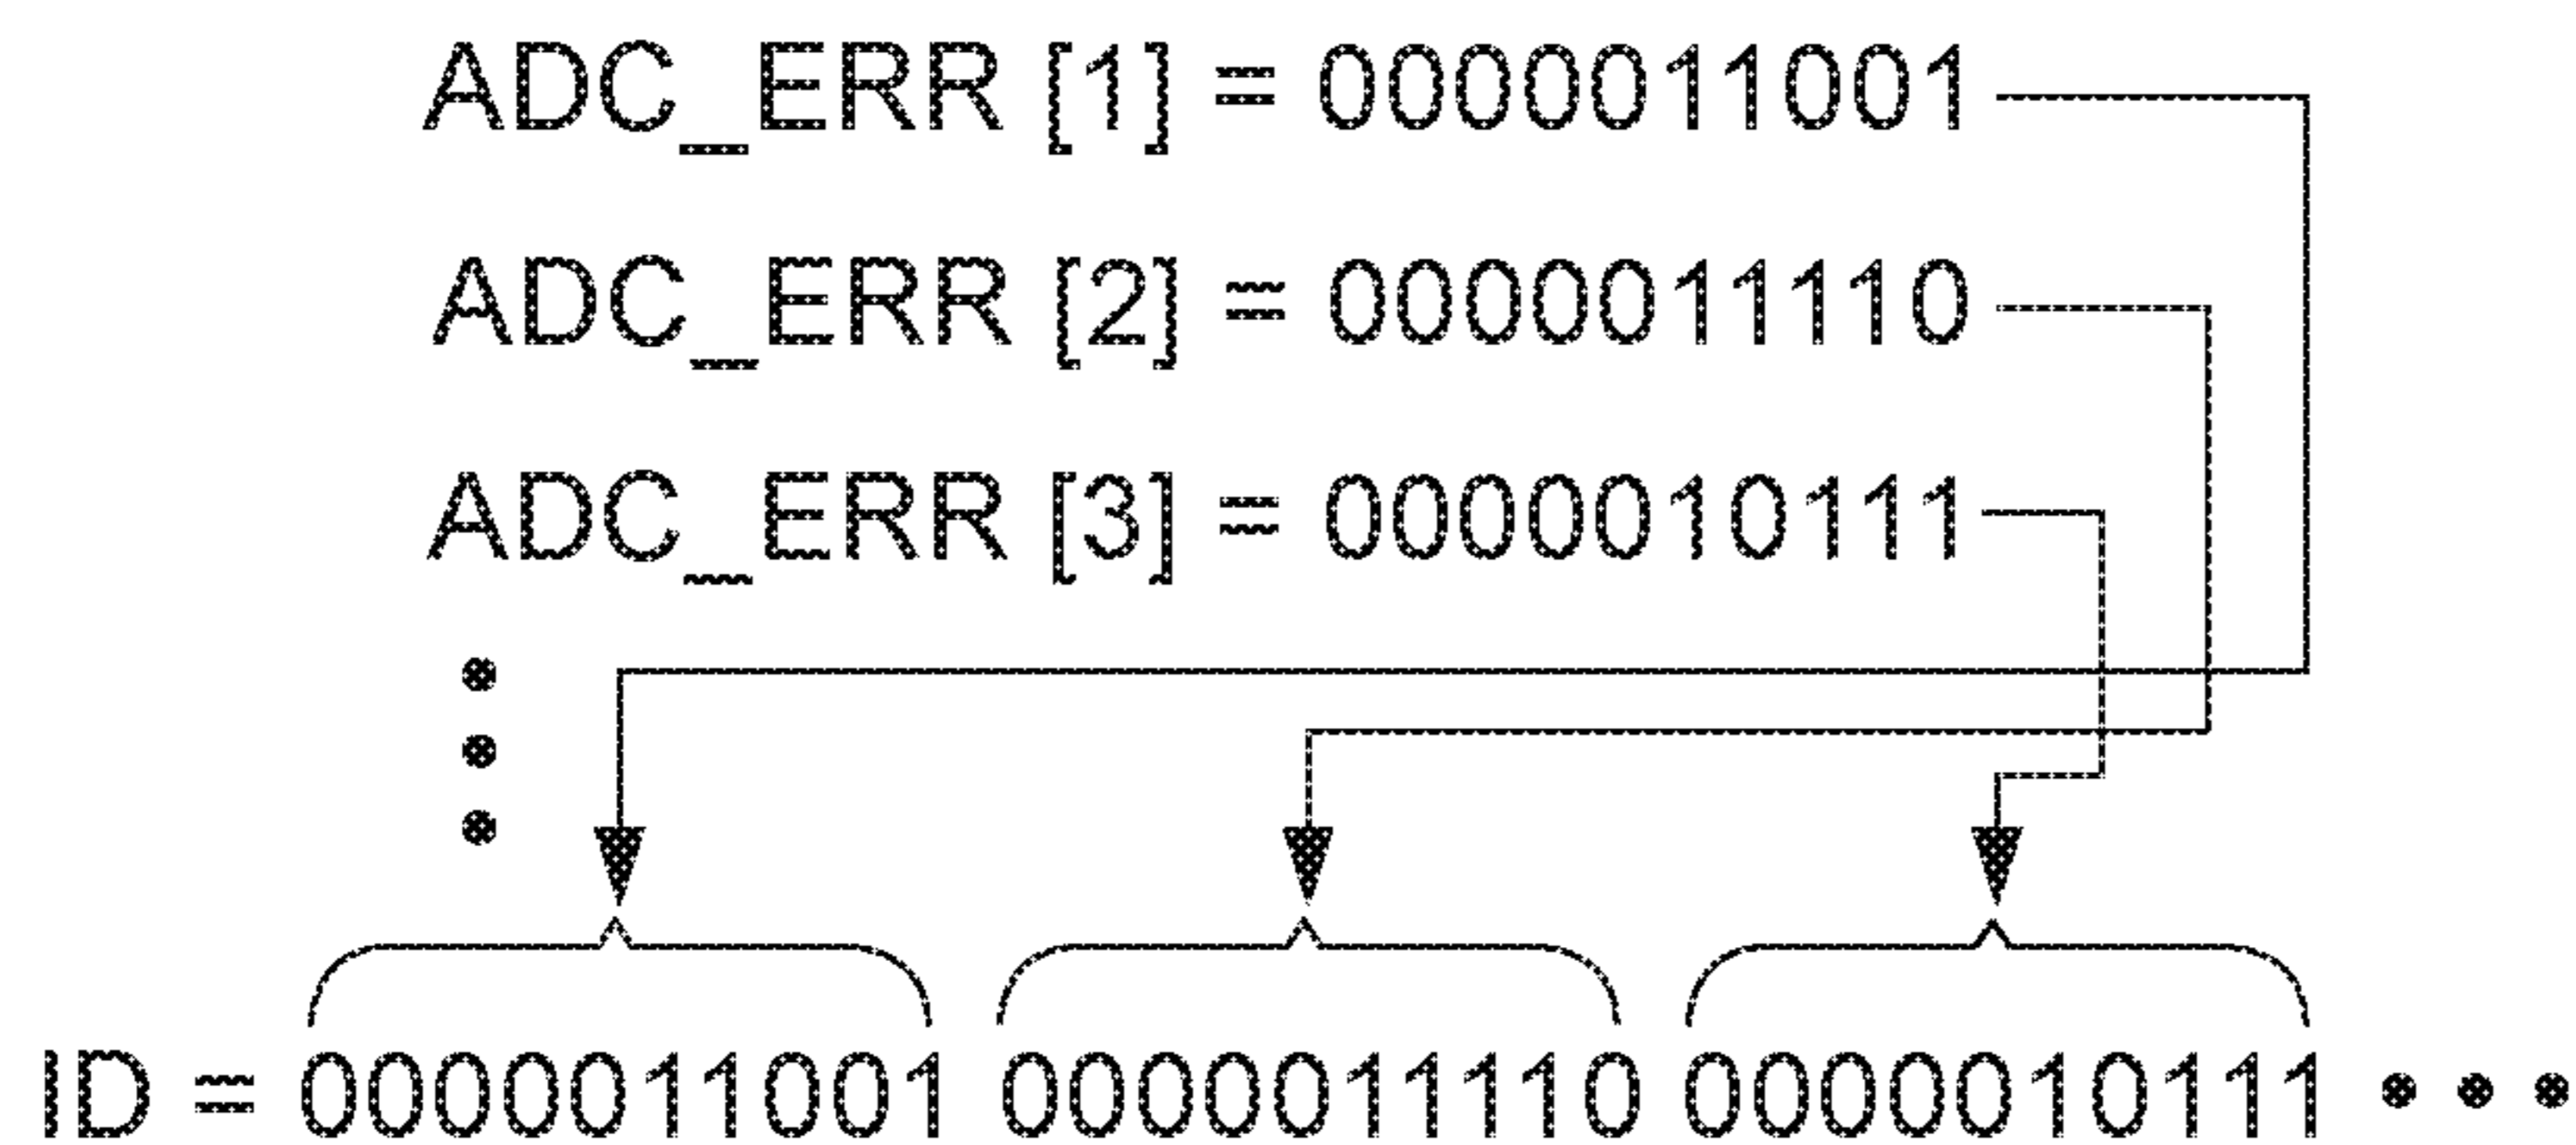 ADC_ERR [1] = 0000011001
ADC_ERR [2] = 0000011110
ADC_ERR [3] = 0000010111
ID = 0000011001 0000011110 0000010111 • • •